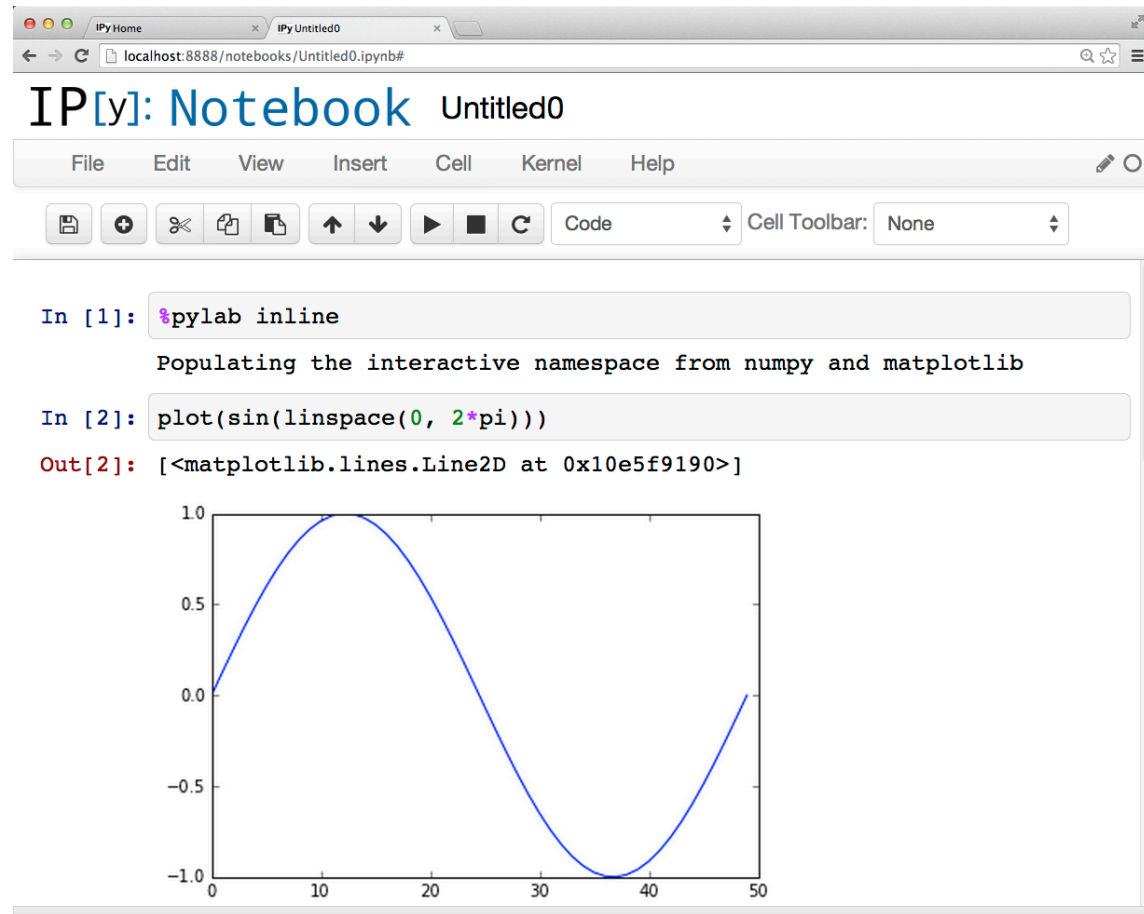 IPy Home IPy Untitled0
localhost:8888/notebooks/Untitled0.ipynb#
IP[y]: Notebook Untitled0
File Edit View Insert Cell Kernel Help
Code Cell Toolbar: None
In [1]: %pylab inline
Populating the interactive namespace from numpy and matplotlib
In [2]: plot(sin(linspace(0, 2*pi)))
Out[2]: [<matplotlib.lines.Line2D at 0x10e5f9190>]
1.0
0.5
0.0
−0.5
−1.0
0 10 20 30 40 50